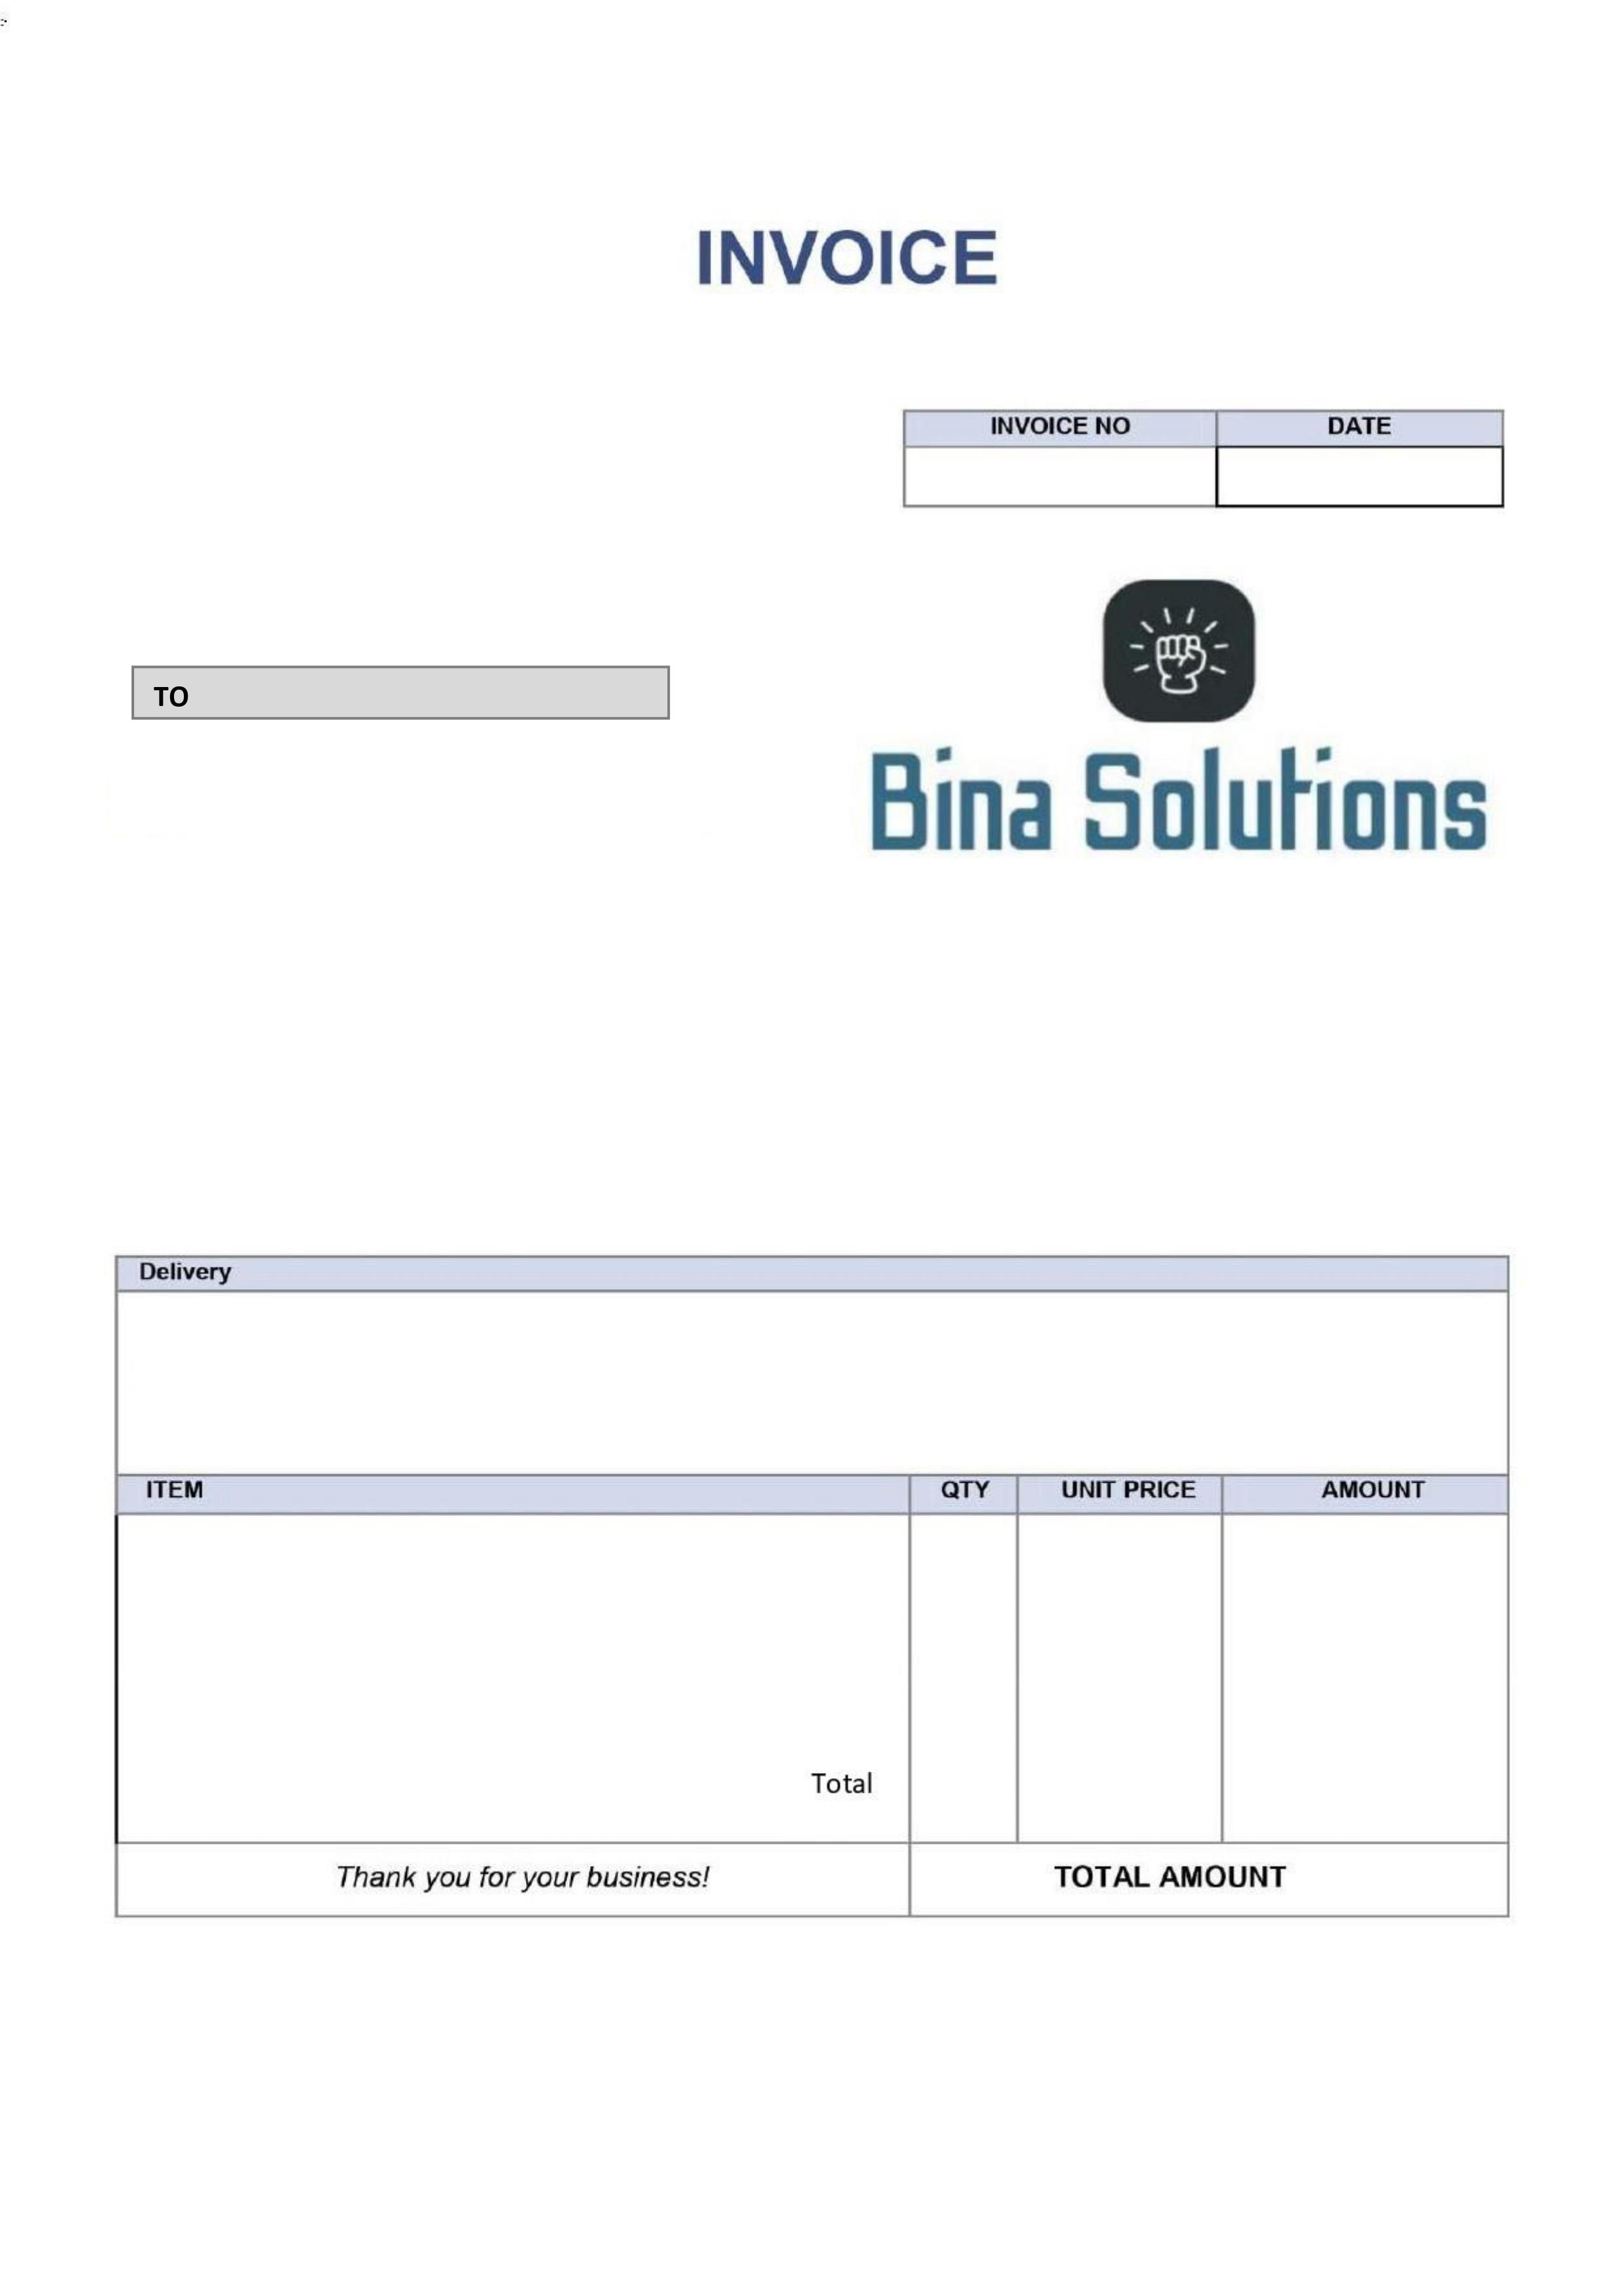 INVOICE
INVOICE NO DATE
TO
Bina Solutions
Delivery
ITEM QTY UNIT PRICE AMOUNT
Total
Thank you for your business! TOTAL AMOUNT